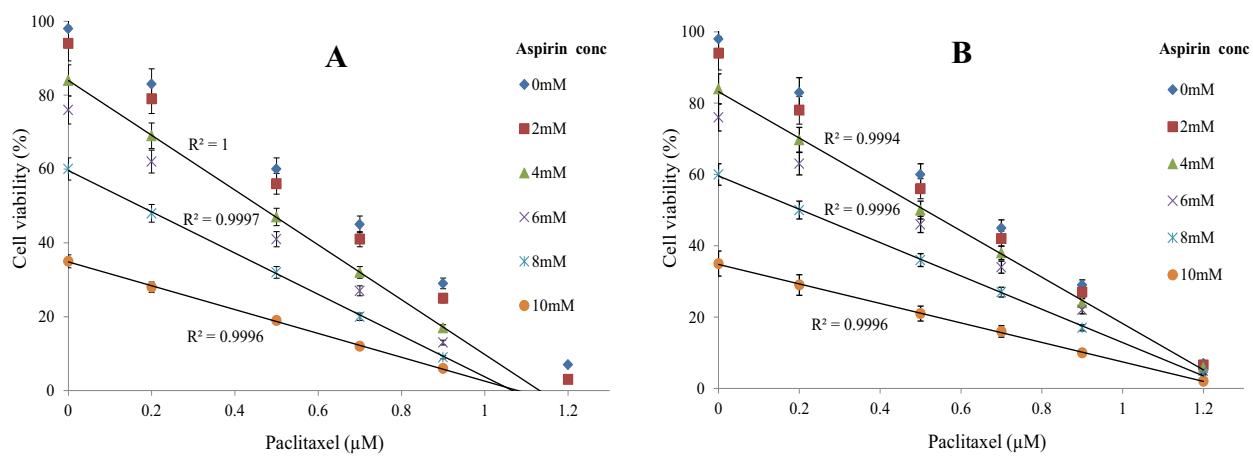 A
Aspirin conc
0mM
2mM
4mM
6mM
8mM
10mM
R² = 1
R² = 0.9997
R² = 0.9996
Cell viability (%)
100
80
60
40
20
0
0 0.2 0.4 0.6 0.8 1 1.2
Paclitaxel (µM)
B
Aspirin conc
0mM
2mM
4mM
6mM
8mM
10mM
R² = 0.9994
R² = 0.9996
R² = 0.9996
Cell viability (%)
100
80
60
40
20
0
0 0.2 0.4 0.6 0.8 1 1.2
Paclitaxel (µM)